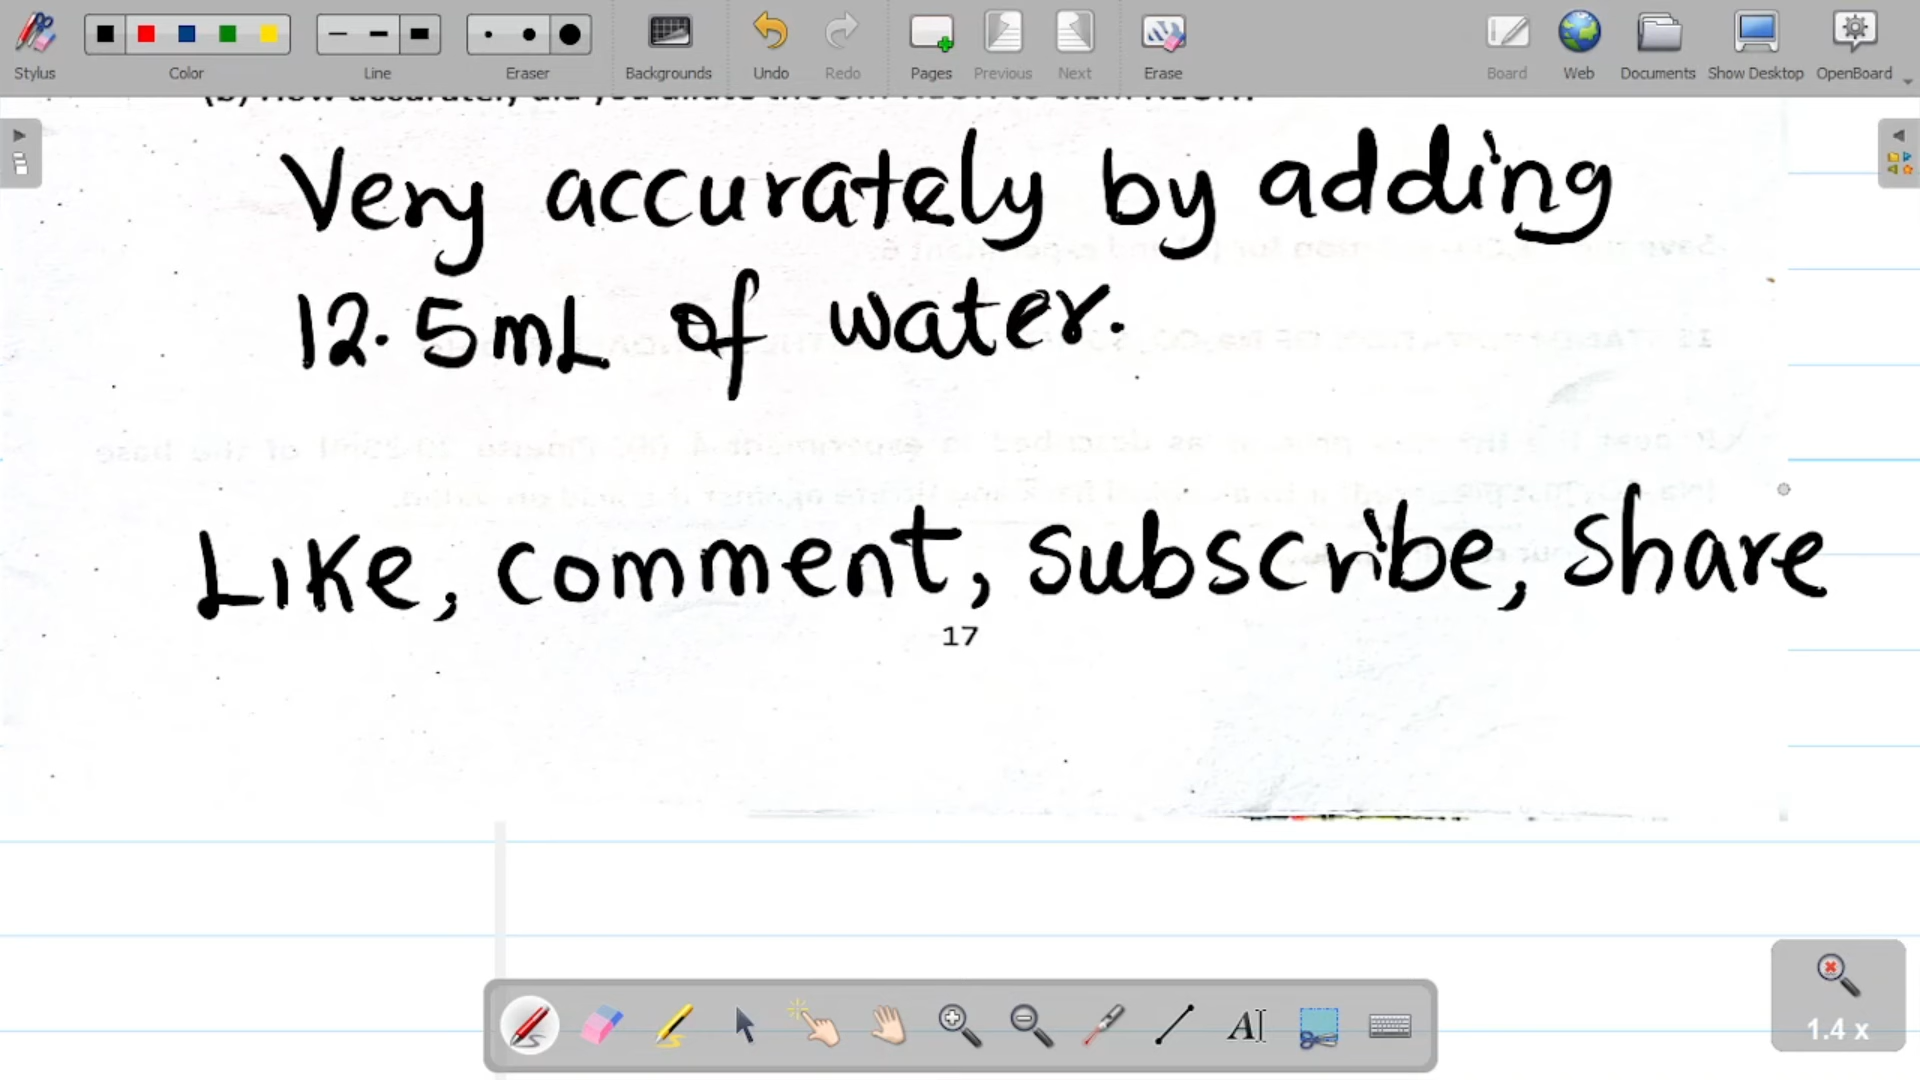 Stylus Color Line Eraser Backgrounds Undo Redo Pages Previous Next Erase Board Web Documents Show Desktop OpenBoard
Very accurately by adding
12.5mL of water.
Like, comment, subscribe, share
17
1.4 x